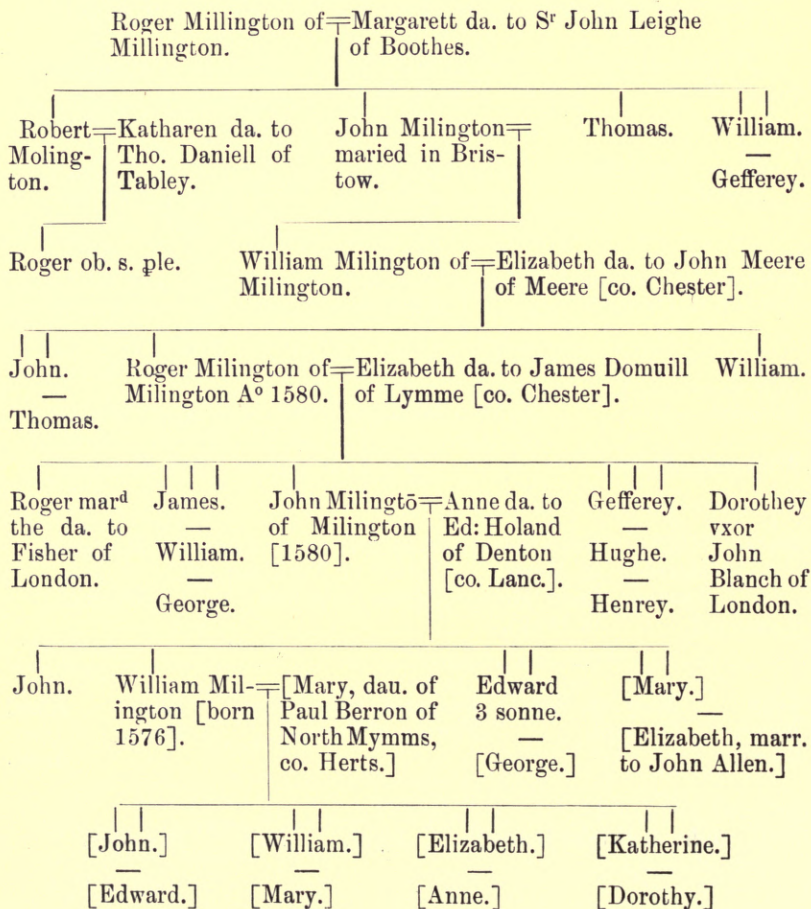 Roger Millington of Margarett da. to Sʳ John Leighe
Millington. of Boothes.
Robert Katharen da. to John Milington Thomas. William.
Moling- Tho. Daniell of maried in Bris- —
ton. Tabley. tow. Gefferey.
Roger ob. s. ꝑle. William Milington of Elizabeth da. to John Meere
Milington. of Meere [co. Chester].
John. Roger Milington of Elizabeth da. to James Domuill William.
— Milington Aº 1580. of Lymme [co. Chester].
Thomas.
Roger marᵈ James. John Milingtō Anne da. to Gefferey. Dorothey
the da. to — of Milington Ed: Holand — vxor
Fisher of William. [1580]. of Denton Hughe. John
London. — [co. Lanc.]. — Blanch of
George. Henrey. London.
John. William Mil- [Mary, dau. of Edward [Mary.]
ington [born Paul Berron of 3 sonne. —
1576]. North Mymms, — [Elizabeth, marr.
co. Herts.] [George.] to John Allen.]
[John.] [William.] [Elizabeth.] [Katherine.]
— — — —
[Edward.] [Mary.] [Anne.] [Dorothy.]